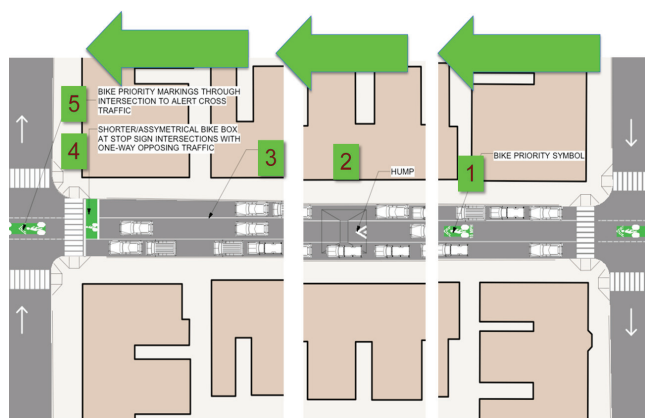 5
BIKE PRIORITY MARKINGS THROUGH
INTERSECTION TO ALERT CROSS
TRAFFIC
4
SHORTER/ASSYMETRICAL BIKE BOX
AT STOP SIGN INTERSECTIONS WITH
ONE-WAY OPPOSING TRAFFIC
3
2
HUMP
1
BIKE PRIORITY SYMBOL